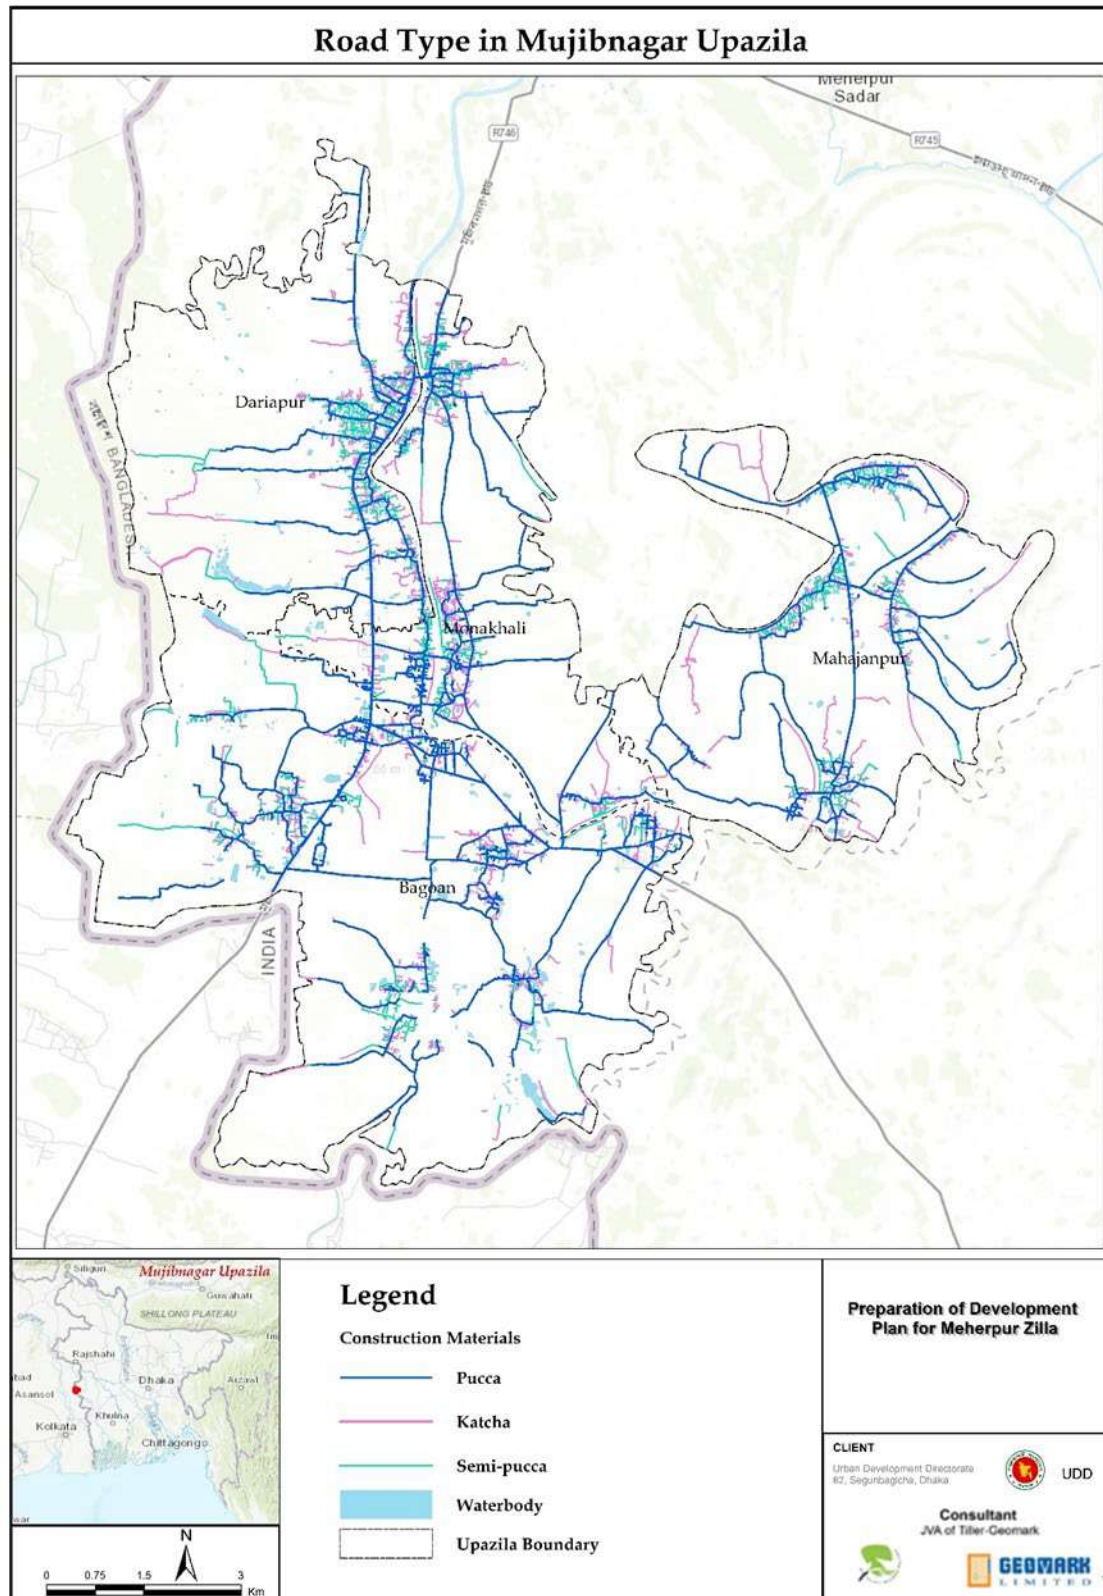 Road Type in Mujibnagar Upazila
Meherpur
Sadar
R746
R745
Dariapur
BANGLADESH
Monakhali
Mahajanpur
Bagoan
INDIA
Siliguri
Mujibnagar Upazila
Guwahati
SHILLONG PLATEAU
Rajshahi
Dhaka
Aizawl
Asansol
Khulna
Kolkata
Chittagong
N
0 0.75 1.5 3
Km
Legend
Construction Materials
Pucca
Katcha
Semi-pucca
Waterbody
Upazila Boundary
Preparation of Development
Plan for Meherpur Zilla
CLIENT
Urban Development Directorate
82, Segunbagicha, Dhaka
UDD
Consultant
JVA of Tiller-Geomark
GEOMARK
LIMITED